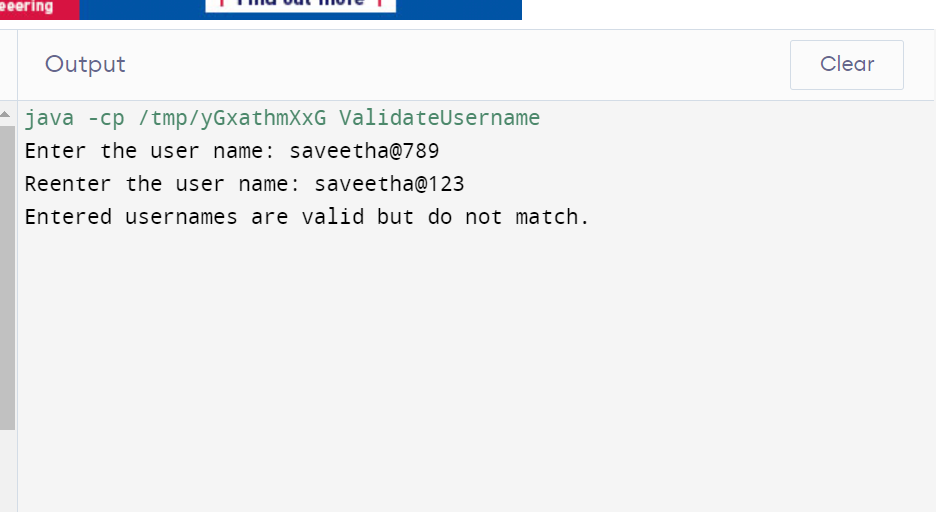 Find out more
Output
Clear
java -cp /tmp/yGxathmXxG ValidateUsername
Enter the user name: saveetha@789
Reenter the user name: saveetha@123
Entered usernames are valid but do not match.